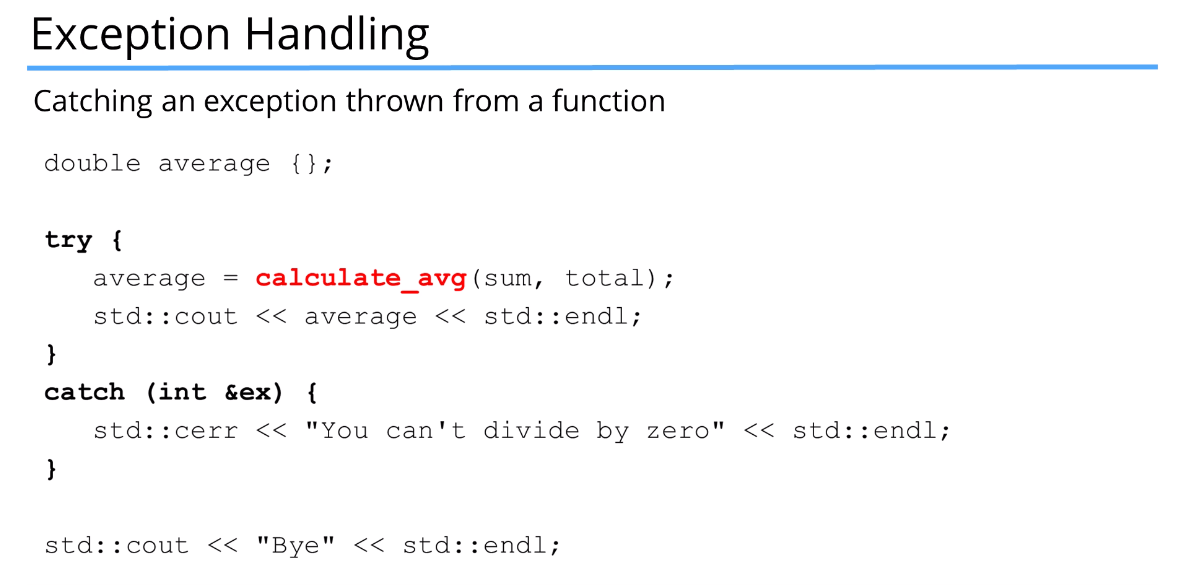 Exception Handling
Catching an exception thrown from a function
double average {};
try {
   average = calculate_avg(sum, total);
   std::cout << average << std::endl;
}
catch (int &ex) {
   std::cerr << "You can't divide by zero" << std::endl;
}
std::cout << "Bye" << std::endl;